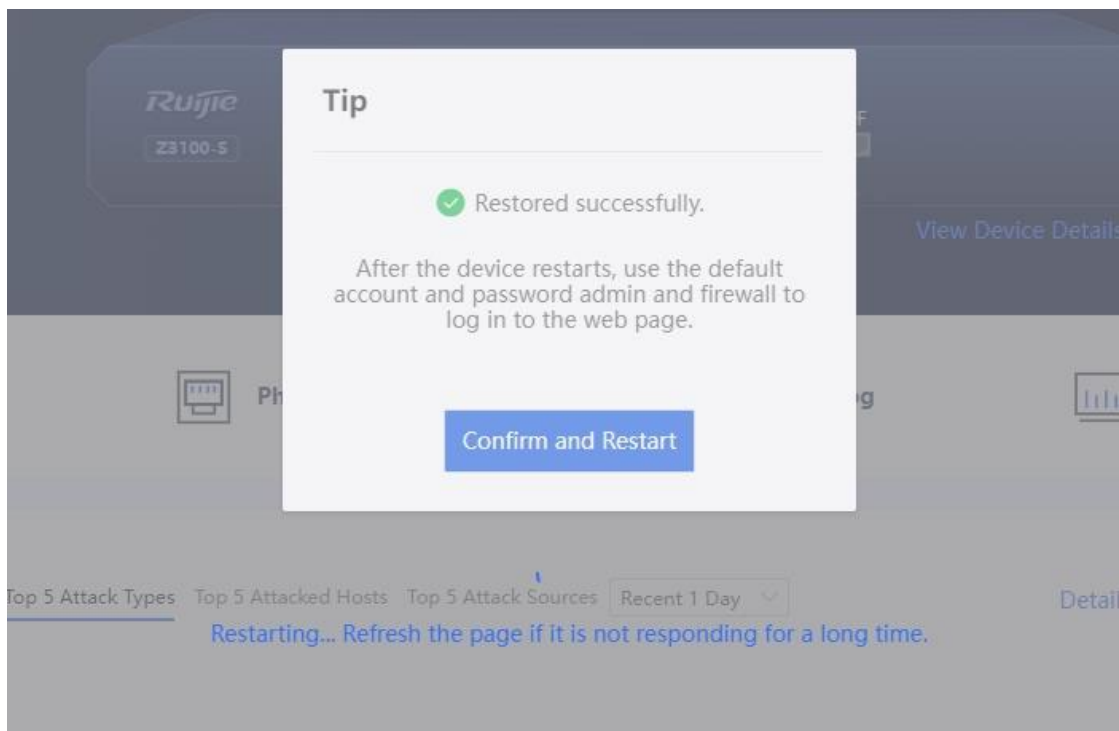 Ruijie
Z3100-S
Tip
Restored successfully.
After the device restarts, use the default
account and password admin and firewall to
log in to the web page.
View Device Details
Confirm and Restart
Top 5 Attack Types Top 5 Attacked Hosts Top 5 Attack Sources Recent 1 Day Detail
Restarting... Refresh the page if it is not responding for a long time.